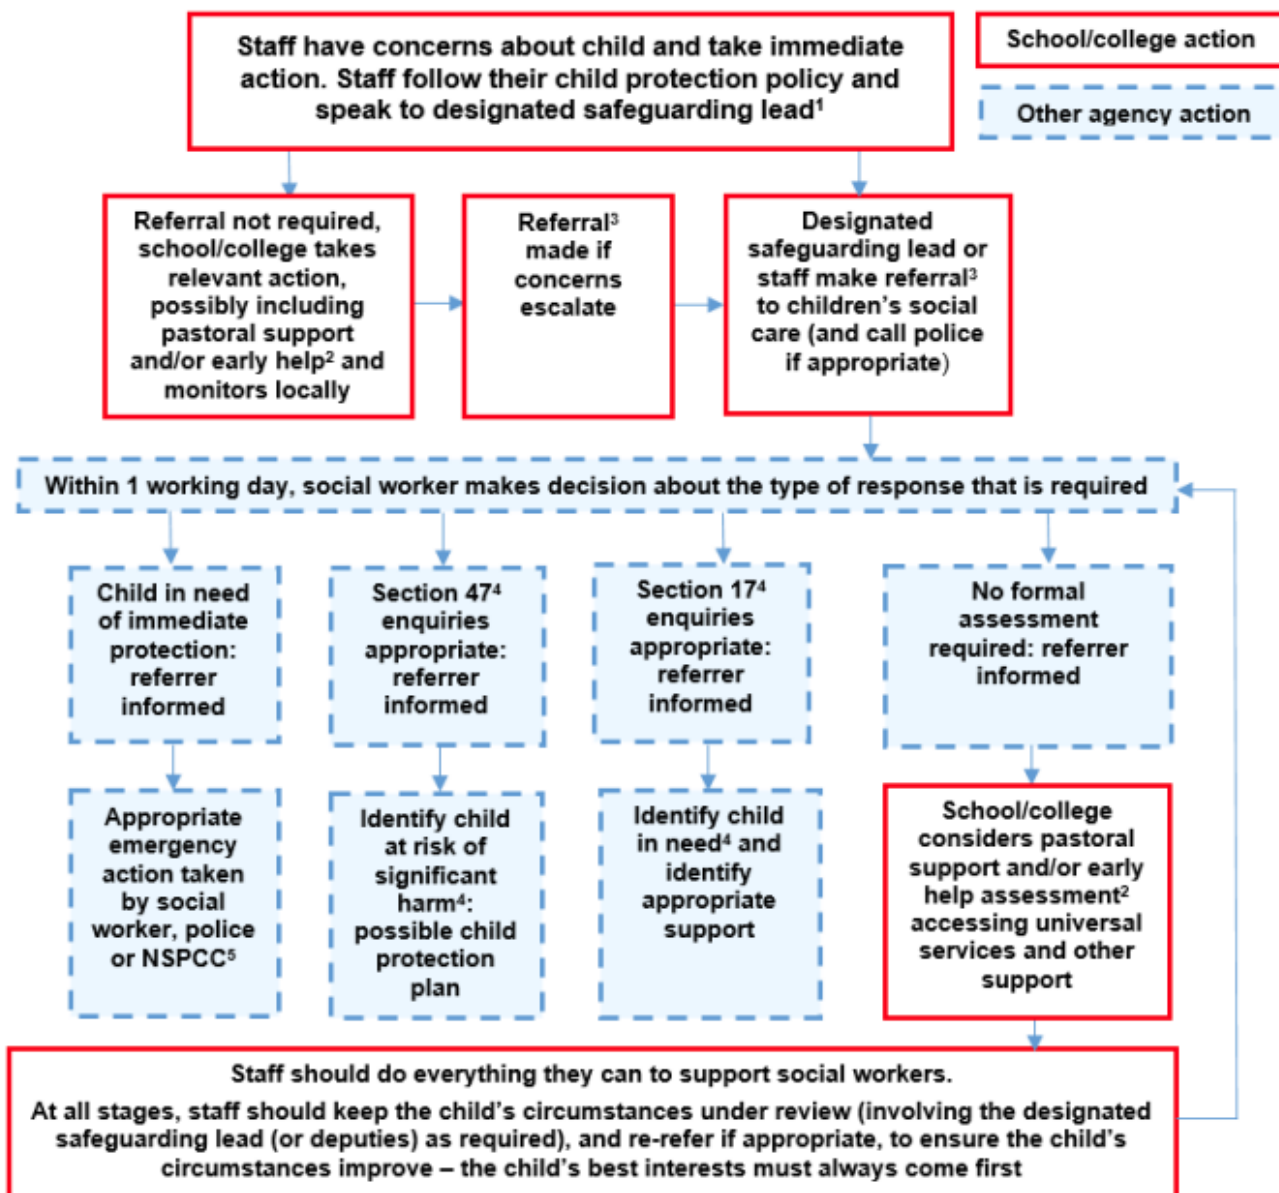 Staff have concerns about child and take immediate
action. Staff follow their child protection policy and
speak to designated safeguarding lead¹
School/college action
Other agency action
Referral not required,
school/college takes
relevant action,
possibly including
pastoral support
and/or early help² and
monitors locally
Referral³
made if
concerns
escalate
Designated
safeguarding lead or
staff make referral³
to children's social
care (and call police
if appropriate)
Within 1 working day, social worker makes decision about the type of response that is required
Child in need
of immediate
protection:
referrer
informed
Section 47⁴
enquiries
appropriate:
referrer
informed
Section 17⁴
enquiries
appropriate:
referrer
informed
No formal
assessment
required: referrer
informed
Appropriate
emergency
action taken
by social
worker, police
or NSPCC⁵
Identify child
at risk of
significant
harm⁴:
possible child
protection
plan
Identify child
in need⁴ and
identify
appropriate
support
School/college
considers pastoral
support and/or early
help assessment²
accessing universal
services and other
support
Staff should do everything they can to support social workers.
At all stages, staff should keep the child's circumstances under review (involving the designated
safeguarding lead (or deputies) as required), and re-refer if appropriate, to ensure the child's
circumstances improve – the child's best interests must always come first